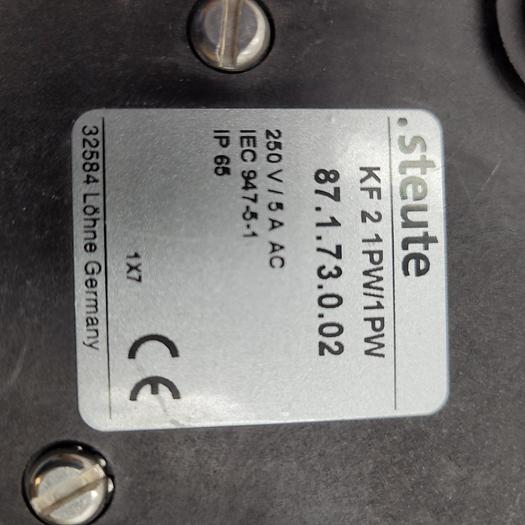 .steute
KF 2 1PW/1PW
87.1.73.0.02
250 V / 5 A AC
IEC 947-5-1
IP 65
1X7
CE
32584 Löhne Germany